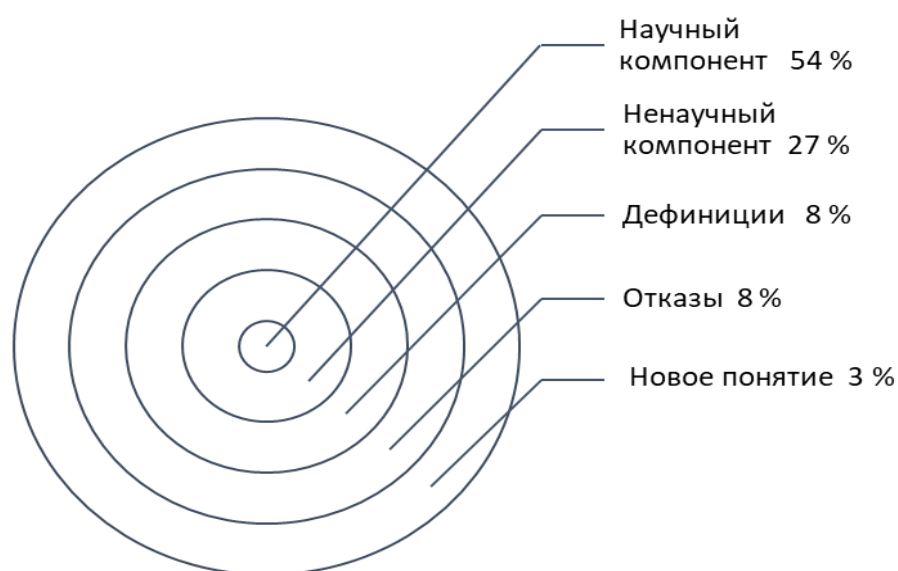 Научный
компонент 54 %
Ненаучный
компонент 27 %
Дефиниции 8 %
Отказы 8 %
Новое понятие 3 %